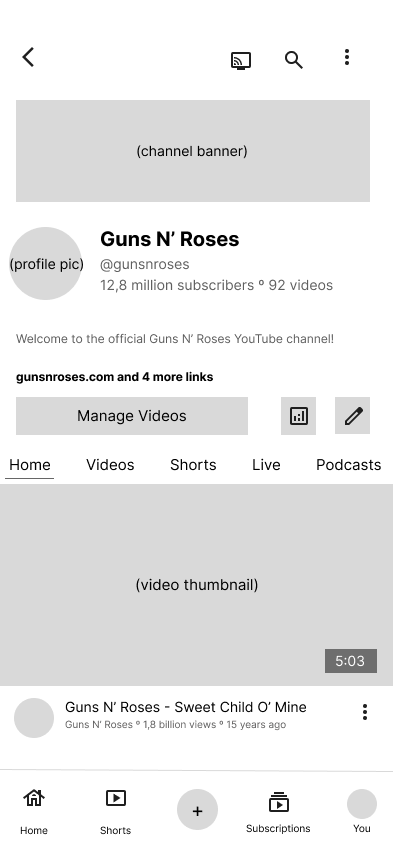 (channel banner)
(profile pic)
Guns N’ Roses
@gunsnroses
12,8 million subscribers º 92 videos
Welcome to the official Guns N’ Roses YouTube channel!
gunsnroses.com and 4 more links
Manage Videos
Home Videos Shorts Live Podcasts
(video thumbnail)
5:03
Guns N’ Roses - Sweet Child O’ Mine
Guns N’ Roses º 1,8 billion views º 15 years ago
+
Home Shorts Subscriptions You